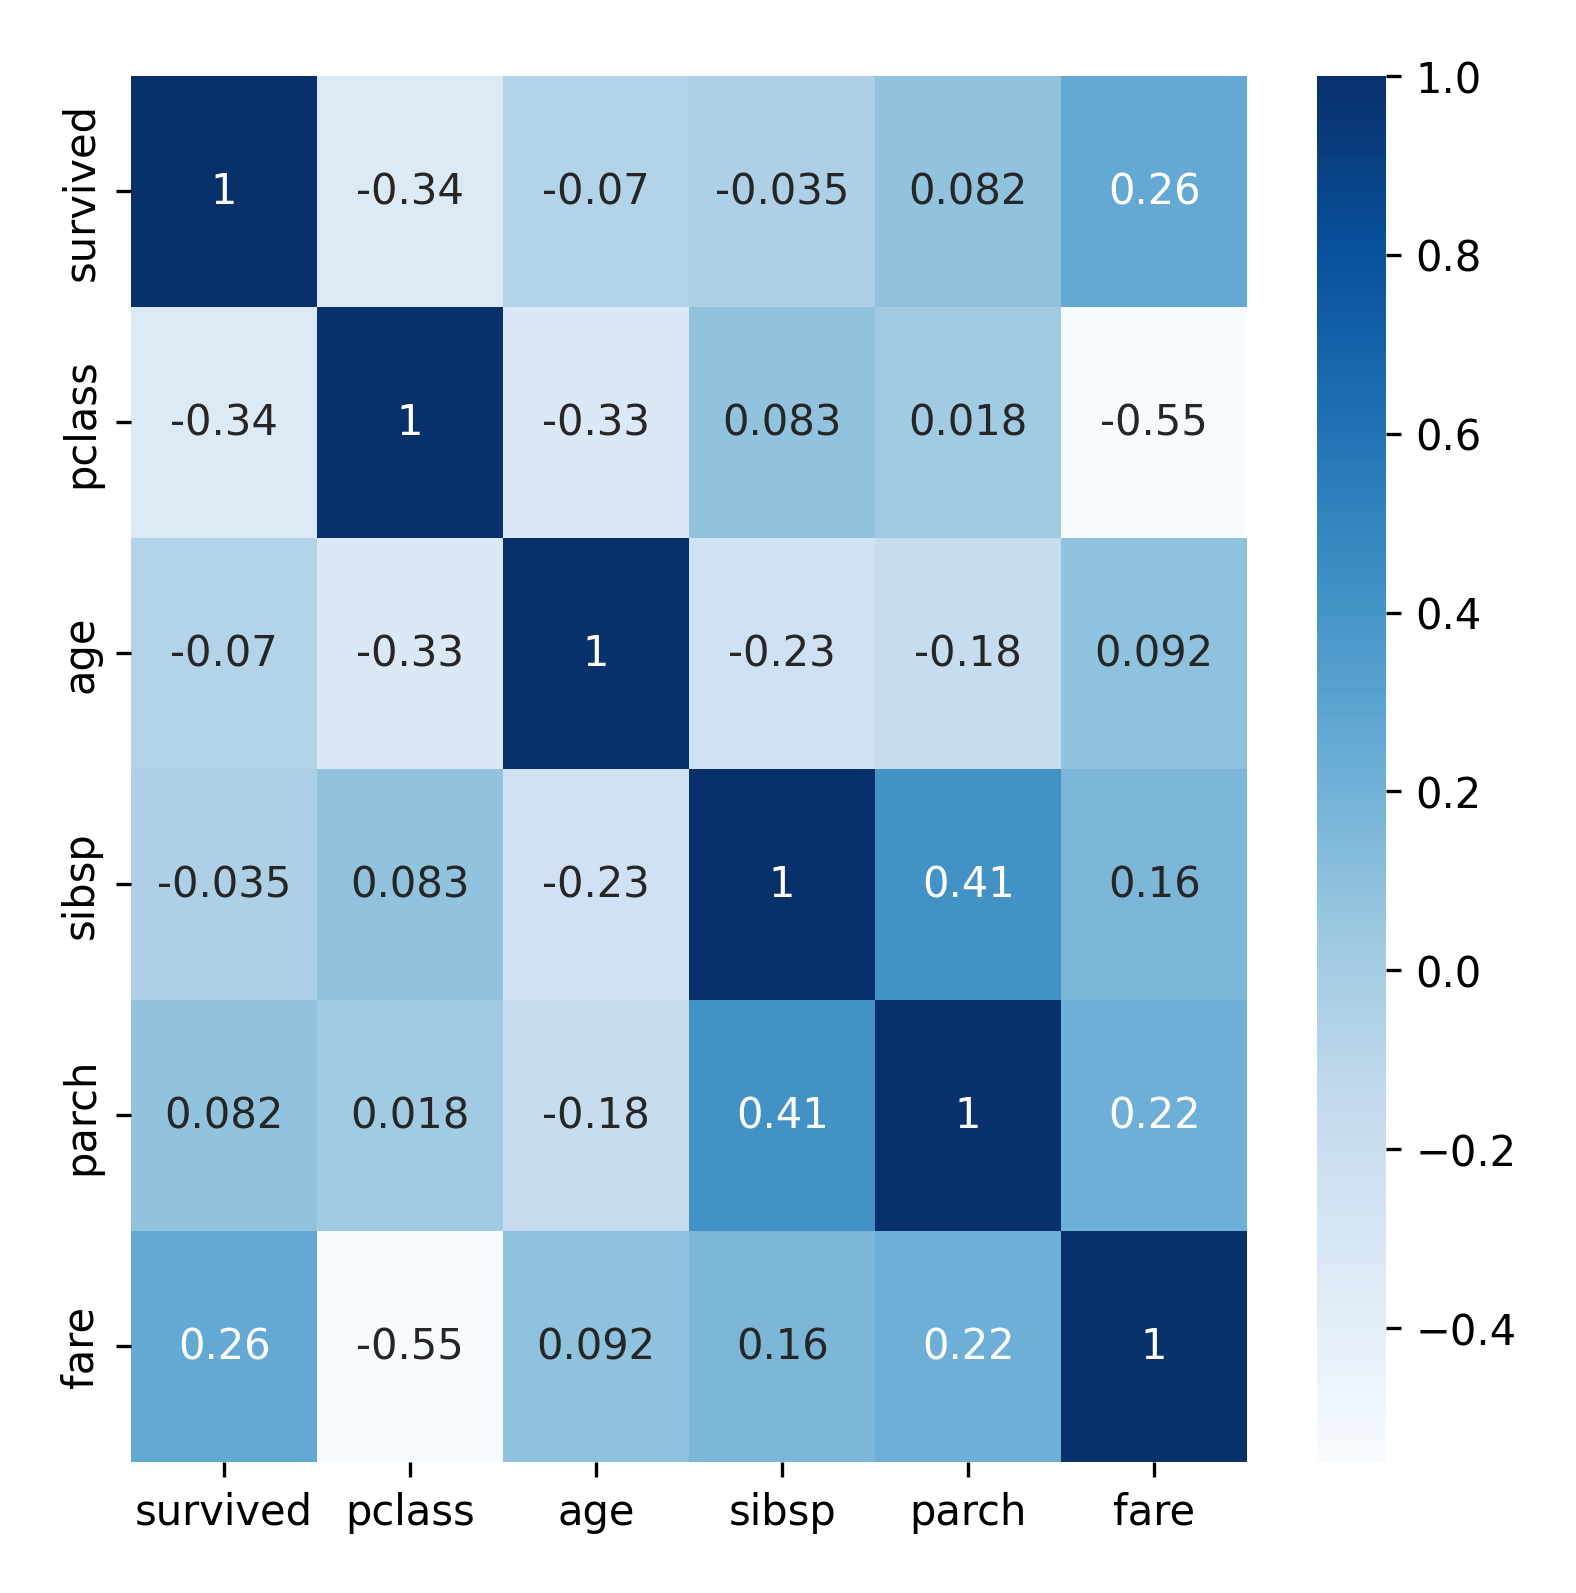 1.0
survived 1 -0.34 -0.07 -0.035 0.082 0.26
0.8
pclass -0.34 1 -0.33 0.083 0.018 -0.55
0.6
age -0.07 -0.33 1 -0.23 -0.18 0.092
0.4
0.2
sibsp -0.035 0.083 -0.23 1 0.41 0.16
0.0
parch 0.082 0.018 -0.18 0.41 1 0.22
−0.2
fare 0.26 -0.55 0.092 0.16 0.22 1
−0.4
survived pclass age sibsp parch fare